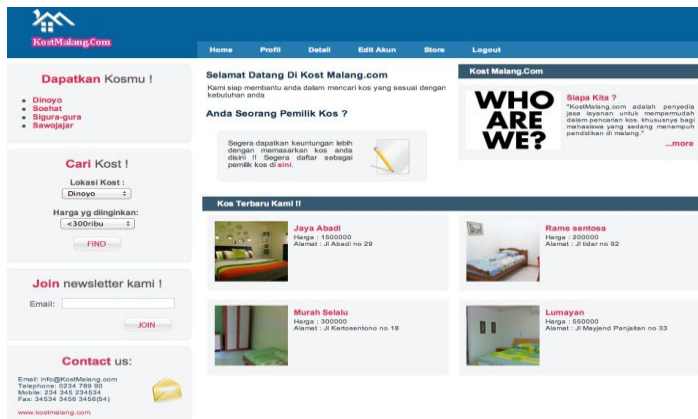 KostMalang.Com
Home Profil Detail Edit Akun Store Logout
Dapatkan Kosmu !
Dinoyo
Soehat
Sigura-gura
Sawojajar
Cari Kost !
Lokasi Kost :
Dinoyo
Harga yg diinginkan:
<300ribu
FIND
Join newsletter kami !
Email:
JOIN
Contact us:
Email: info@KostMalang.com
Telephone: 0234 789 90
Mobile: 234 345 234534
Fax: 34534 3456 3456(54)
www.kostmalang.com
Selamat Datang Di Kost Malang.com
Kami siap membantu anda dalam mencari kos yang sesuai dengan
kebutuhan anda
Anda Seorang Pemilik Kos ?
Segera dapatkan keuntungan lebih
dengan memasarkan kos anda
disini !! Segera daftar sebagai
pemilik kos di sini.
Kost Malang.Com
WHO
ARE
WE?
Siapa Kita ?
"KostMalang.com adalah penyedia
jasa layanan untuk mempermudah
dalam pencarian kos. khususnya bagi
mahasiswa yang sedang menempuh
pendidikan di malang."
...more
Kos Terbaru Kami !!
Jaya Abadi
Harga : 1500000
Alamat : Jl Abadi no 29
Rame sentosa
Harga : 200000
Alamat : Jl tidar no 92
Murah Selalu
Harga : 300000
Alamat : Jl Kertosentono no 18
Lumayan
Harga : 550000
Alamat : Jl Mayjend Panjaitan no 33